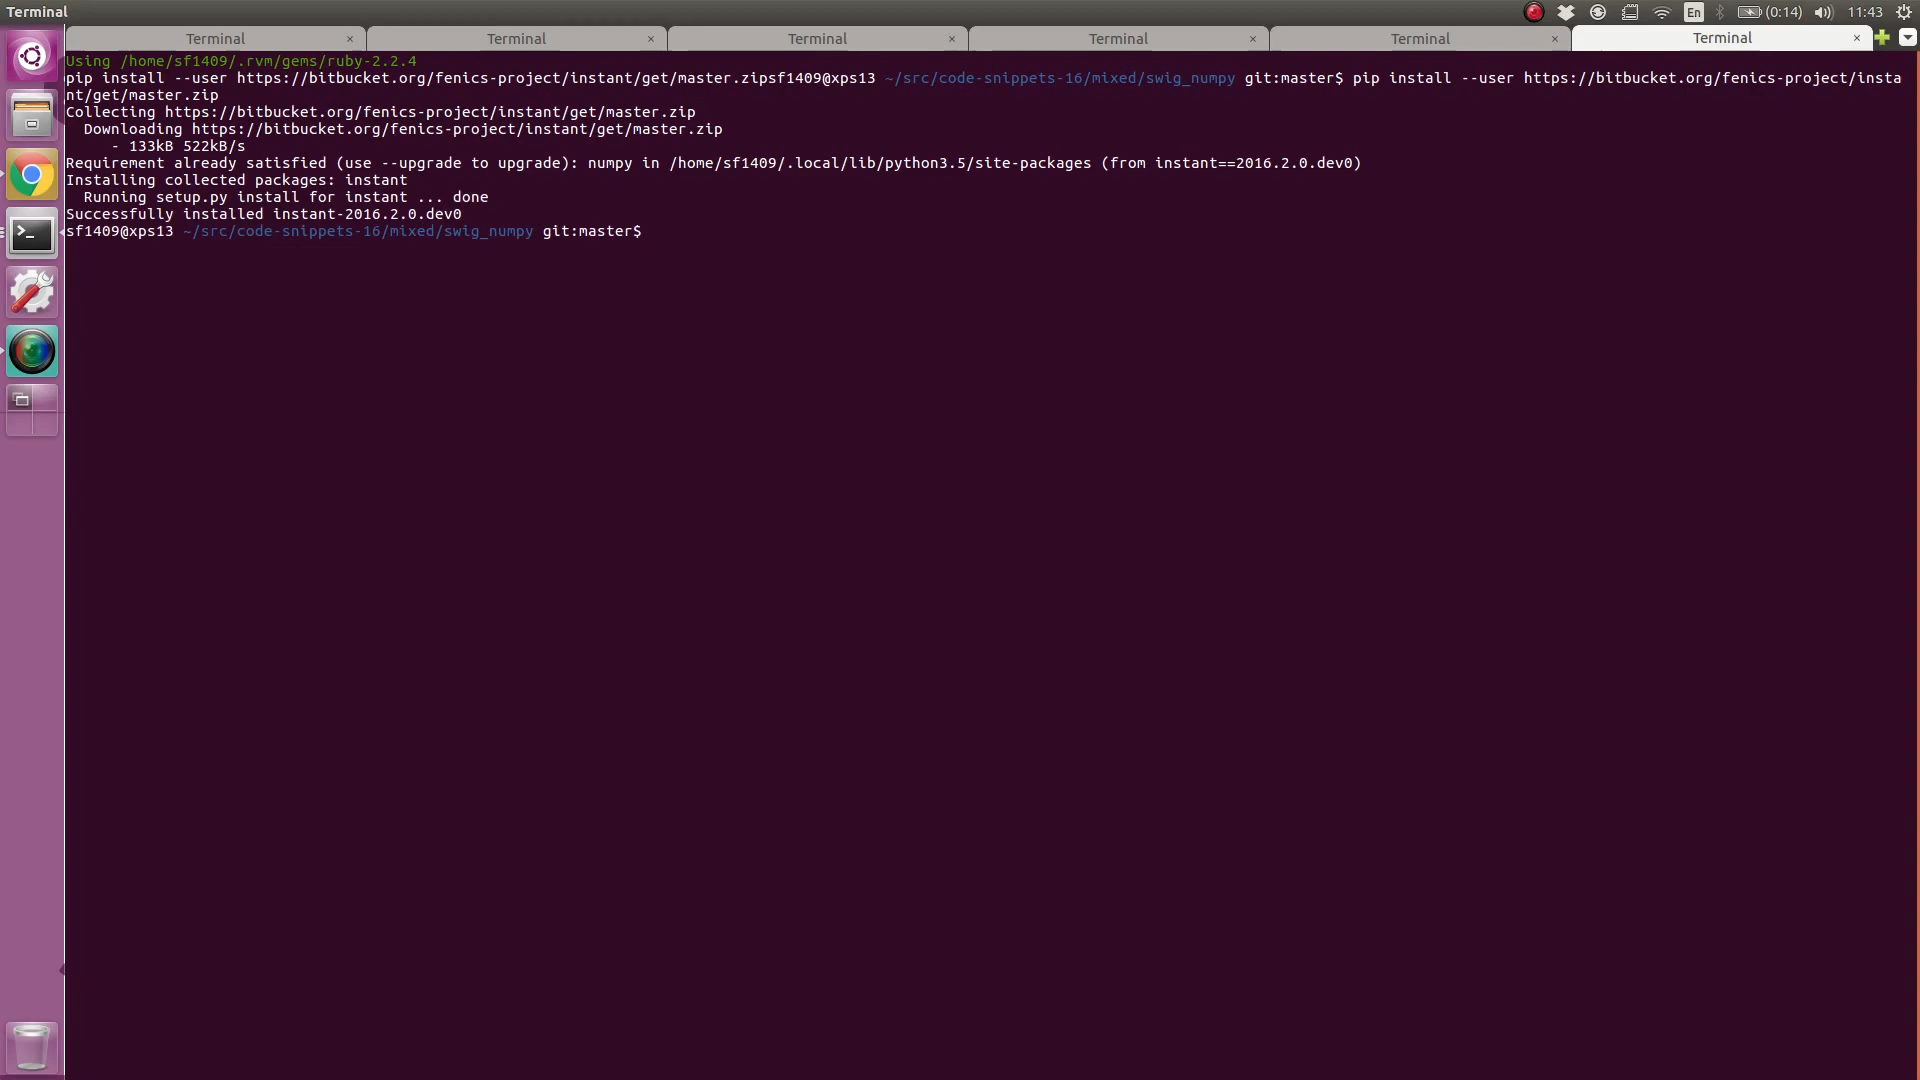 Terminal
En
(0:14)
11:43
Terminal × Terminal × Terminal × Terminal × Terminal × Terminal ×
Using /home/sf1409/.rvm/gems/ruby-2.2.4
pip install --user https://bitbucket.org/fenics-project/instant/get/master.zipsf1409@xps13 ~/src/code-snippets-16/mixed/swig_numpy git:master$ pip install --user https://bitbucket.org/fenics-project/insta
nt/get/master.zip
Collecting https://bitbucket.org/fenics-project/instant/get/master.zip
  Downloading https://bitbucket.org/fenics-project/instant/get/master.zip
     - 133kB 522kB/s
Requirement already satisfied (use --upgrade to upgrade): numpy in /home/sf1409/.local/lib/python3.5/site-packages (from instant==2016.2.0.dev0)
Installing collected packages: instant
  Running setup.py install for instant ... done
Successfully installed instant-2016.2.0.dev0
sf1409@xps13 ~/src/code-snippets-16/mixed/swig_numpy git:master$